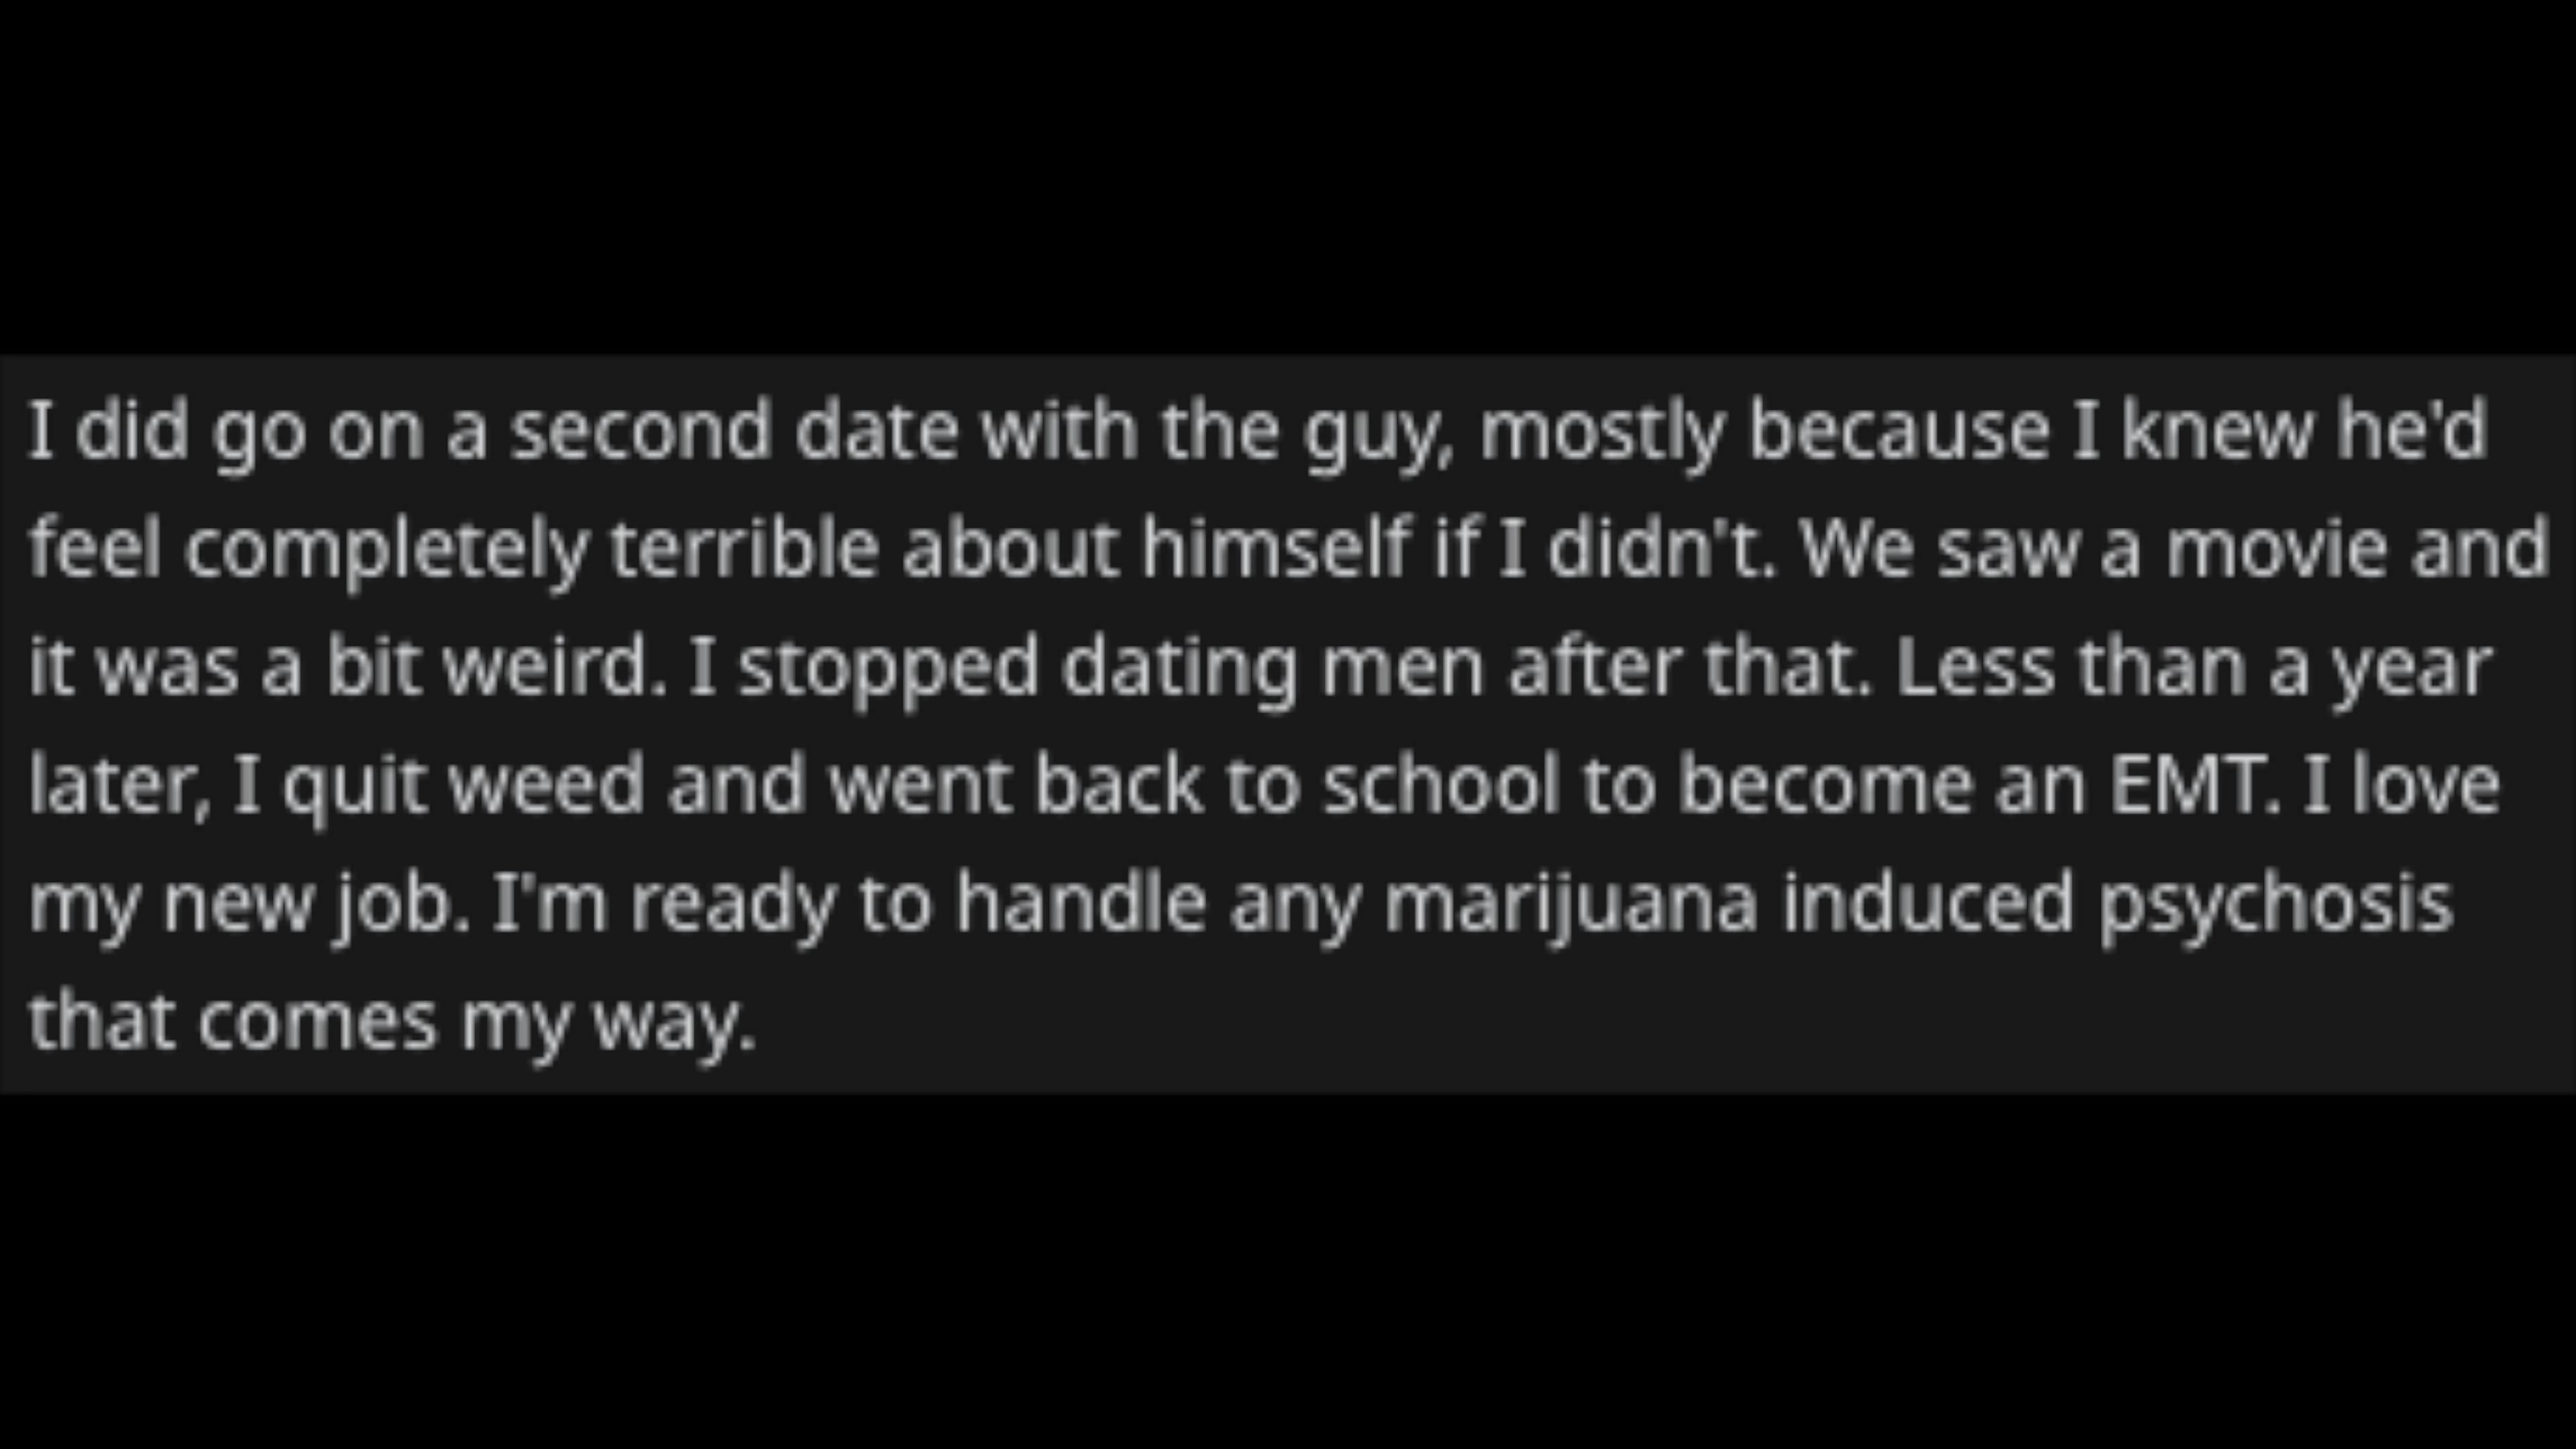 I did go on a second date with the guy, mostly because I knew he'd
feel completely terrible about himself if I didn't. We saw a movie and
it was a bit weird. I stopped dating men after that. Less than a year
later, I quit weed and went back to school to become an EMT. I love
my new job. I'm ready to handle any marijuana induced psychosis
that comes my way.